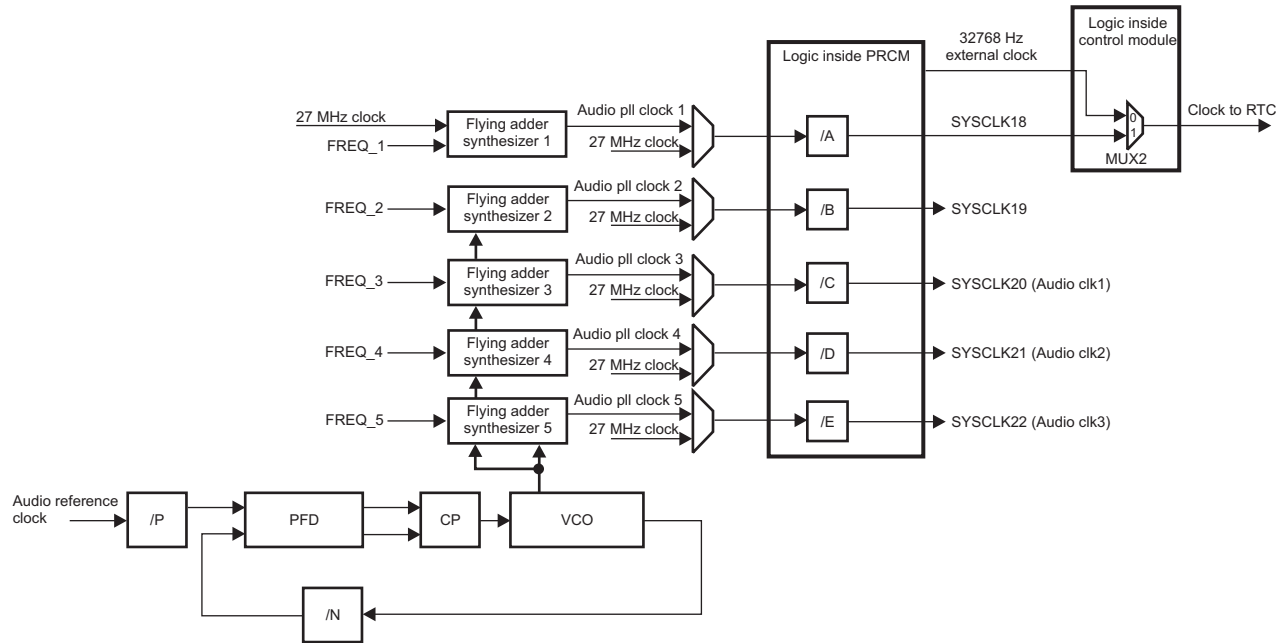 Logic inside
control module
32768 Hz
external clock
Logic inside PRCM
27 MHz clock
FREQ_1
Flying adder
synthesizer 1
Audio pll clock 1
27 MHz clock
/A
SYSCLK18
0
1
MUX2
Clock to RTC
FREQ_2
Flying adder
synthesizer 2
Audio pll clock 2
27 MHz clock
/B
SYSCLK19
FREQ_3
Flying adder
synthesizer 3
Audio pll clock 3
27 MHz clock
/C
SYSCLK20 (Audio clk1)
FREQ_4
Flying adder
synthesizer 4
Audio pll clock 4
27 MHz clock
/D
SYSCLK21 (Audio clk2)
FREQ_5
Flying adder
synthesizer 5
Audio pll clock 5
27 MHz clock
/E
SYSCLK22 (Audio clk3)
Audio reference
clock
/P
PFD
CP
VCO
/N